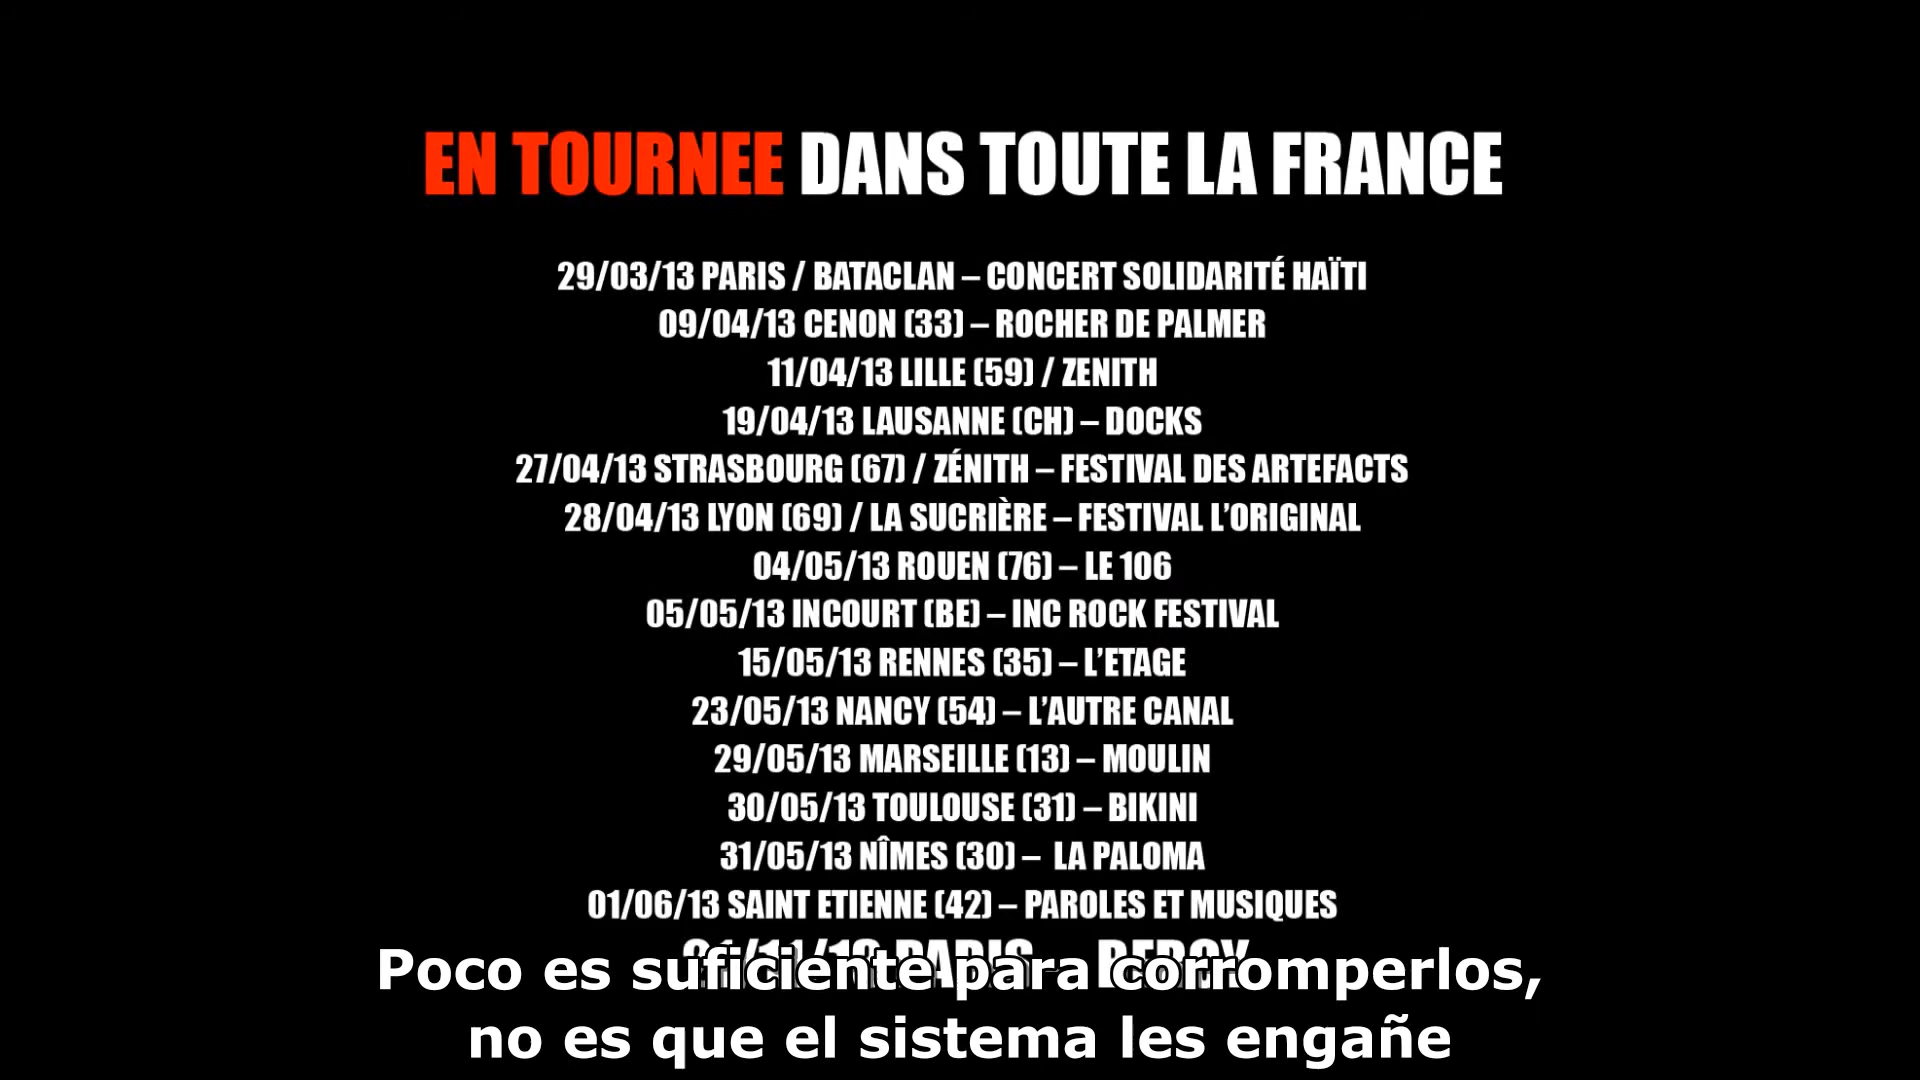 EN TOURNEE DANS TOUTE LA FRANCE
29/03/13 PARIS / BATACLAN – CONCERT SOLIDARITÉ HAÏTI
09/04/13 CENON (33) – ROCHER DE PALMER
11/04/13 LILLE (59) / ZENITH
19/04/13 LAUSANNE (CH) – DOCKS
27/04/13 STRASBOURG (67) / ZÉNITH – FESTIVAL DES ARTEFACTS
28/04/13 LYON (69) / LA SUCRIÈRE – FESTIVAL L’ORIGINAL
04/05/13 ROUEN (76) – LE 106
05/05/13 INCOURT (BE) – INC ROCK FESTIVAL
15/05/13 RENNES (35) – L’ETAGE
23/05/13 NANCY (54) – L’AUTRE CANAL
29/05/13 MARSEILLE (13) – MOULIN
30/05/13 TOULOUSE (31) – BIKINI
31/05/13 NÎMES (30) – LA PALOMA
01/06/13 SAINT ETIENNE (42) – PAROLES ET MUSIQUES
PARIS – BERCY
Poco es suficiente para corromperlos,
no es que el sistema les engañe